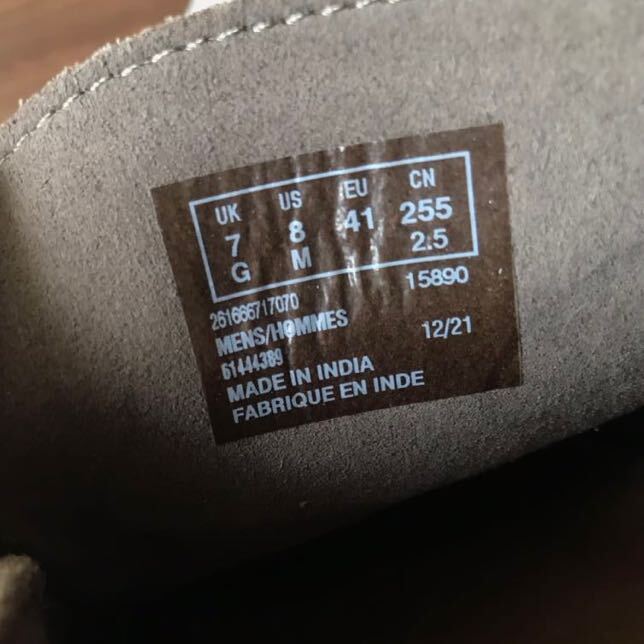 UK US EU CN
7 8 41 255
G M 2.5
261666717070 15890
MENS/HOMMES 12/21
61444389
MADE IN INDIA
FABRIQUE EN INDE